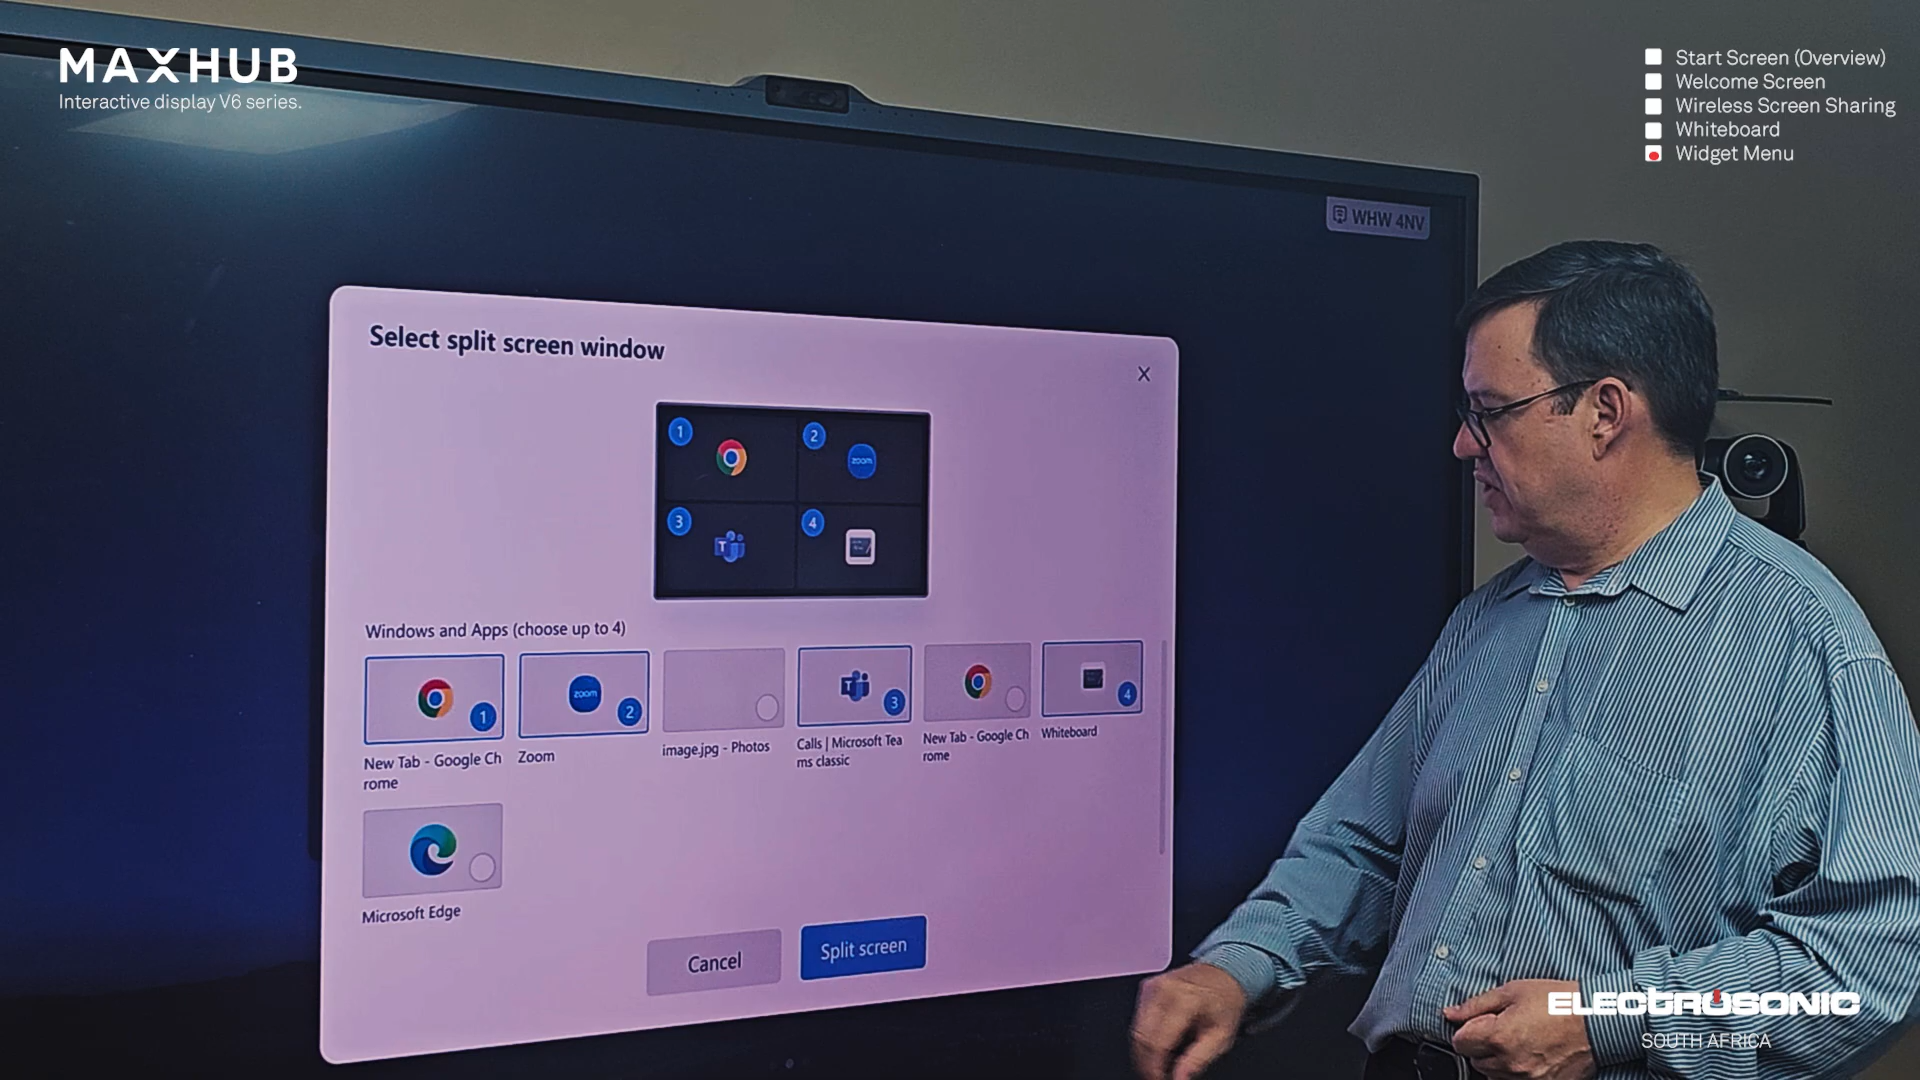 MAXHUB
Interactive display V6 series.
Start Screen (Overview)
Welcome Screen
Wireless Screen Sharing
Whiteboard
Widget Menu
WHW 4NV
Select split screen window
X
1
2
zoom
3
T
4
Windows and Apps (choose up to 4)
1
zoom
2
T
3
4
New Tab - Google Ch
rome
Zoom
image.jpg - Photos
Calls | Microsoft Tea
ms classic
New Tab - Google Ch
rome
Whiteboard
Microsoft Edge
Cancel
Split screen
ELECTROSONIC
SOUTH AFRICA